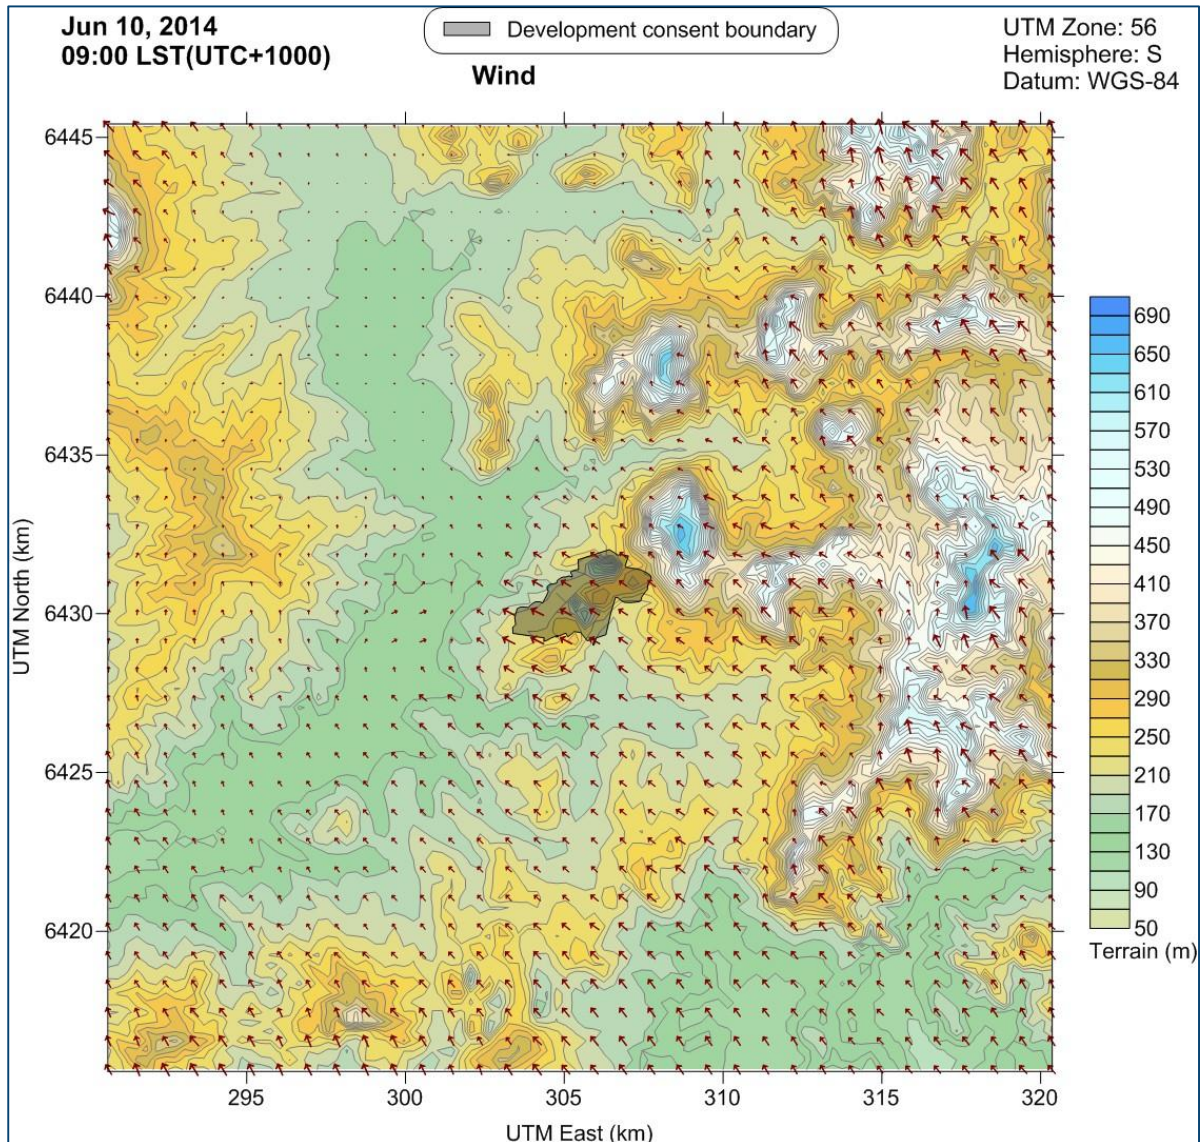 Jun 10, 2014
09:00 LST(UTC+1000)
Development consent boundary
Wind
UTM Zone: 56
Hemisphere: S
Datum: WGS-84
UTM North (km)
6445
6440
6435
6430
6425
6420
295
300
305
310
315
320
UTM East (km)
690
650
610
570
530
490
450
410
370
330
290
250
210
170
130
90
50
Terrain (m)